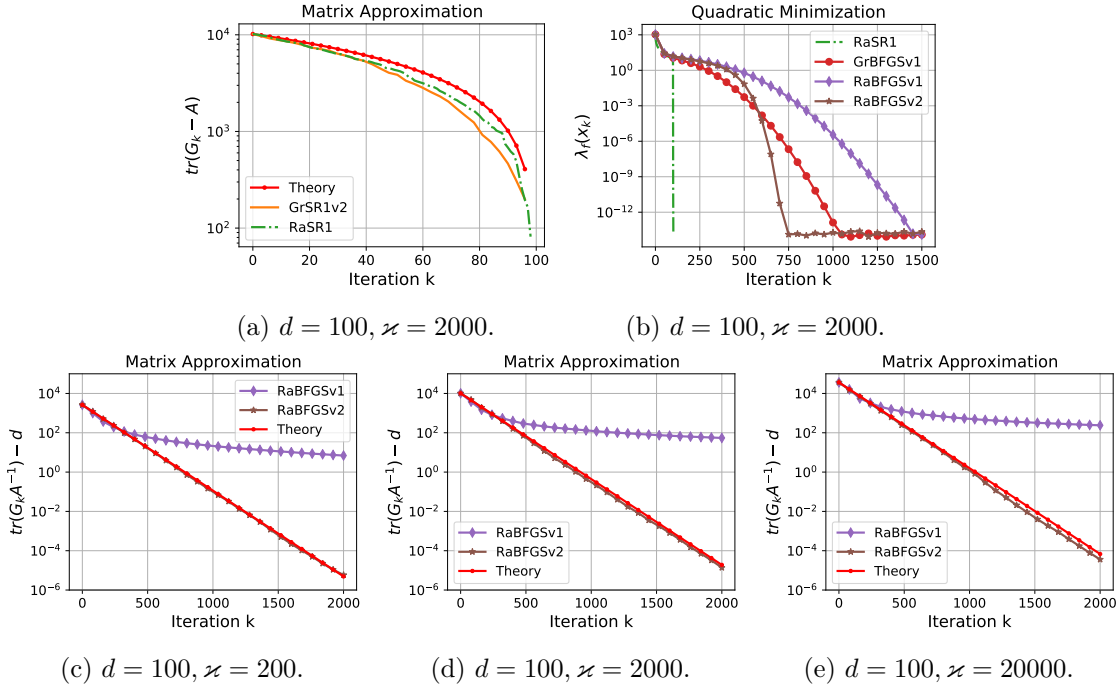 Matrix Approximation
10^4
10^3
10^2
tr(G_k − A)
Theory
GrSR1v2
RaSR1
0 20 40 60 80 100
Iteration k
(a) d = 100, ϰ = 2000.
Quadratic Minimization
10^3
10^0
10^−3
10^−6
10^−9
10^−12
λ_f(x_k)
RaSR1
GrBFGSv1
RaBFGSv1
RaBFGSv2
0 250 500 750 1000 1250 1500
Iteration k
(b) d = 100, ϰ = 2000.
Matrix Approximation
10^4
10^2
10^0
10^−2
10^−4
10^−6
tr(G_kA^−1) − d
RaBFGSv1
RaBFGSv2
Theory
0 500 1000 1500 2000
Iteration k
(c) d = 100, ϰ = 200.
Matrix Approximation
10^4
10^2
10^0
10^−2
10^−4
10^−6
tr(G_kA^−1) − d
RaBFGSv1
RaBFGSv2
Theory
0 500 1000 1500 2000
Iteration k
(d) d = 100, ϰ = 2000.
Matrix Approximation
10^4
10^2
10^0
10^−2
10^−4
10^−6
tr(G_kA^−1) − d
RaBFGSv1
RaBFGSv2
Theory
0 500 1000 1500 2000
Iteration k
(e) d = 100, ϰ = 20000.